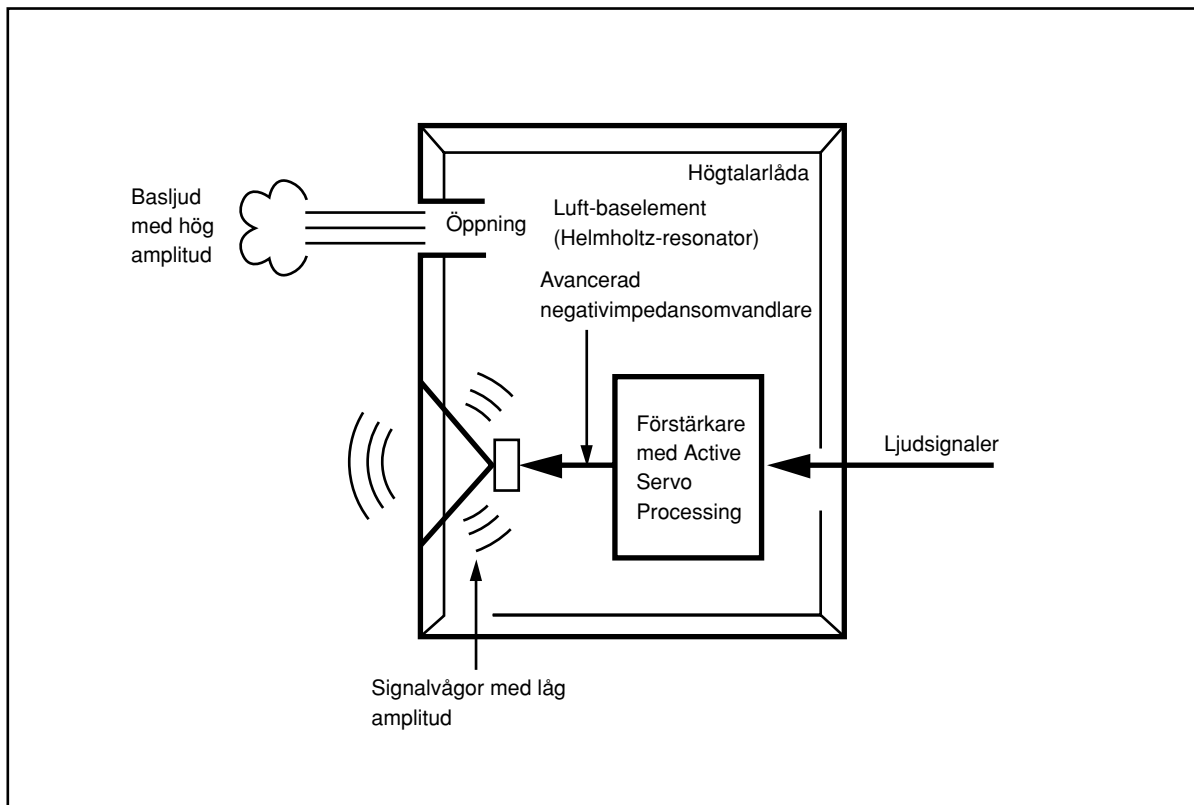 Högtalarlåda
Basljud
med hög
amplitud
Öppning
Luft-baselement
(Helmholtz-resonator)
Avancerad
negativimpedansomvandlare
Förstärkare
med Active
Servo
Processing
Ljudsignaler
Signalvågor med låg
amplitud